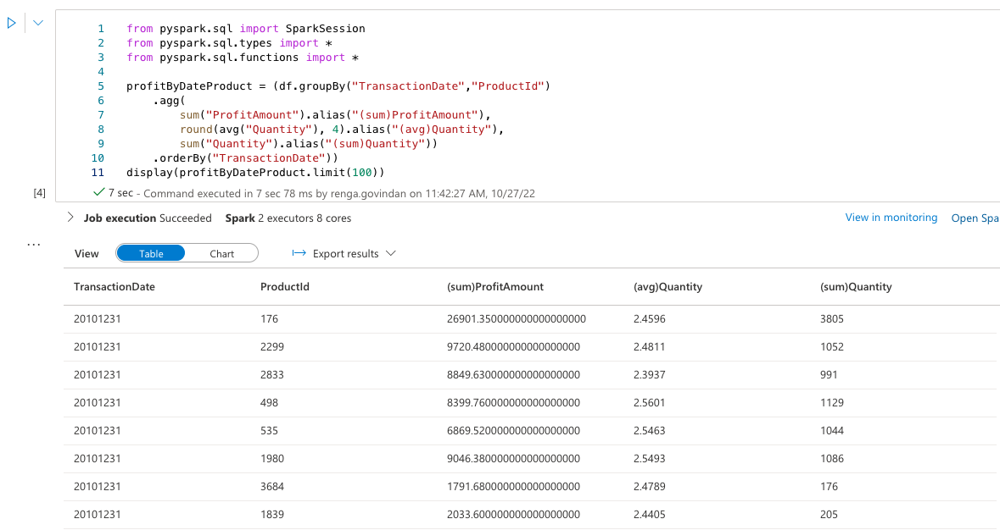 1 from pyspark.sql import SparkSession
2 from pyspark.sql.types import *
3 from pyspark.sql.functions import *
4
5 profitByDateProduct = (df.groupBy("TransactionDate","ProductId")
6     .agg(
7         sum("ProfitAmount").alias("(sum)ProfitAmount"),
8         round(avg("Quantity"), 4).alias("(avg)Quantity"),
9         sum("Quantity").alias("(sum)Quantity"))
10     .orderBy("TransactionDate"))
11 display(profitByDateProduct.limit(100))
[4] 7 sec - Command executed in 7 sec 78 ms by renga.govindan on 11:42:27 AM, 10/27/22
Job execution Succeeded Spark 2 executors 8 cores View in monitoring Open Spa
...
View Table Chart Export results
TransactionDate ProductId (sum)ProfitAmount (avg)Quantity (sum)Quantity
20101231 176 26901.350000000000000000 2.4596 3805
20101231 2299 9720.480000000000000000 2.4811 1052
20101231 2833 8849.630000000000000000 2.3937 991
20101231 498 8399.760000000000000000 2.5601 1129
20101231 535 6869.520000000000000000 2.5463 1044
20101231 1980 9046.380000000000000000 2.5493 1086
20101231 3684 1791.680000000000000000 2.4789 176
20101231 1839 2033.600000000000000000 2.4405 205